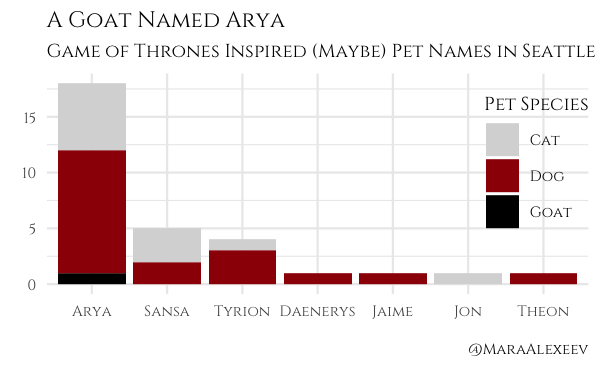 A Goat Named Arya
Game of Thrones Inspired (Maybe) Pet Names in Seattle
Pet Species
Cat
Dog
Goat
15
10
5
0
Arya Sansa Tyrion Daenerys Jaime Jon Theon
@MaraAlexeev